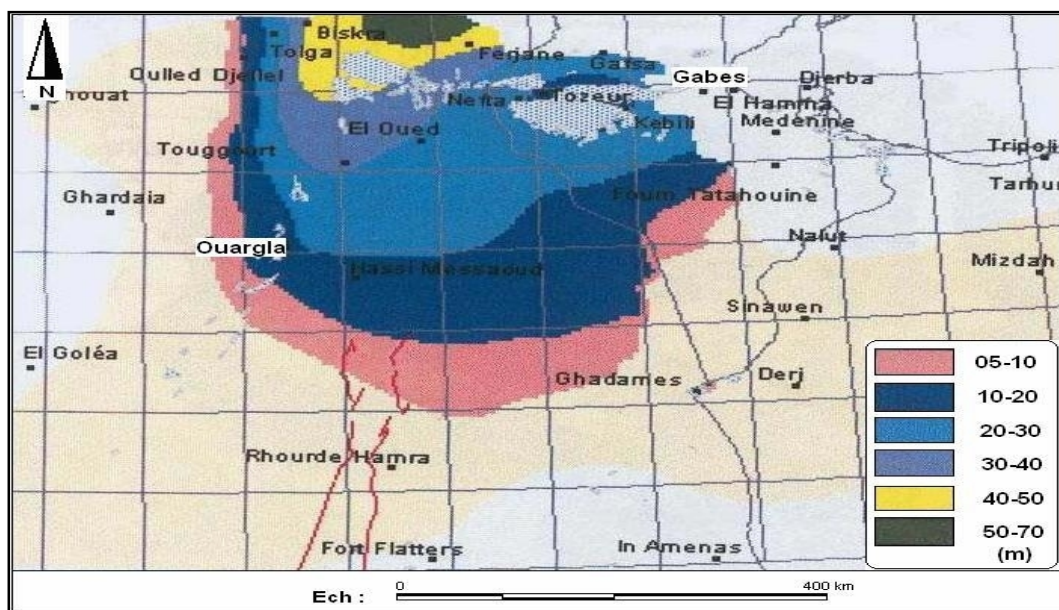 Biskra
Tolga
Ferjane
Gafsa
Oulled Djellel
Gabes
Djerba
N
Nefta
Tozeur
El Hamma
El Oued
Kebili
Medenine
Touggourt
Tripoli
Ghardaia
Foum Tatahouine
Tarhu
Ouargla
Nalut
Hassi Messaoud
Mizdah
Sinawen
El Goléa
Ghadames
Derj
05-10
10-20
20-30
30-40
40-50
50-70
(m)
Rhourde Hamra
Fort Flatters
In Amenas
Ech :
0
400 km